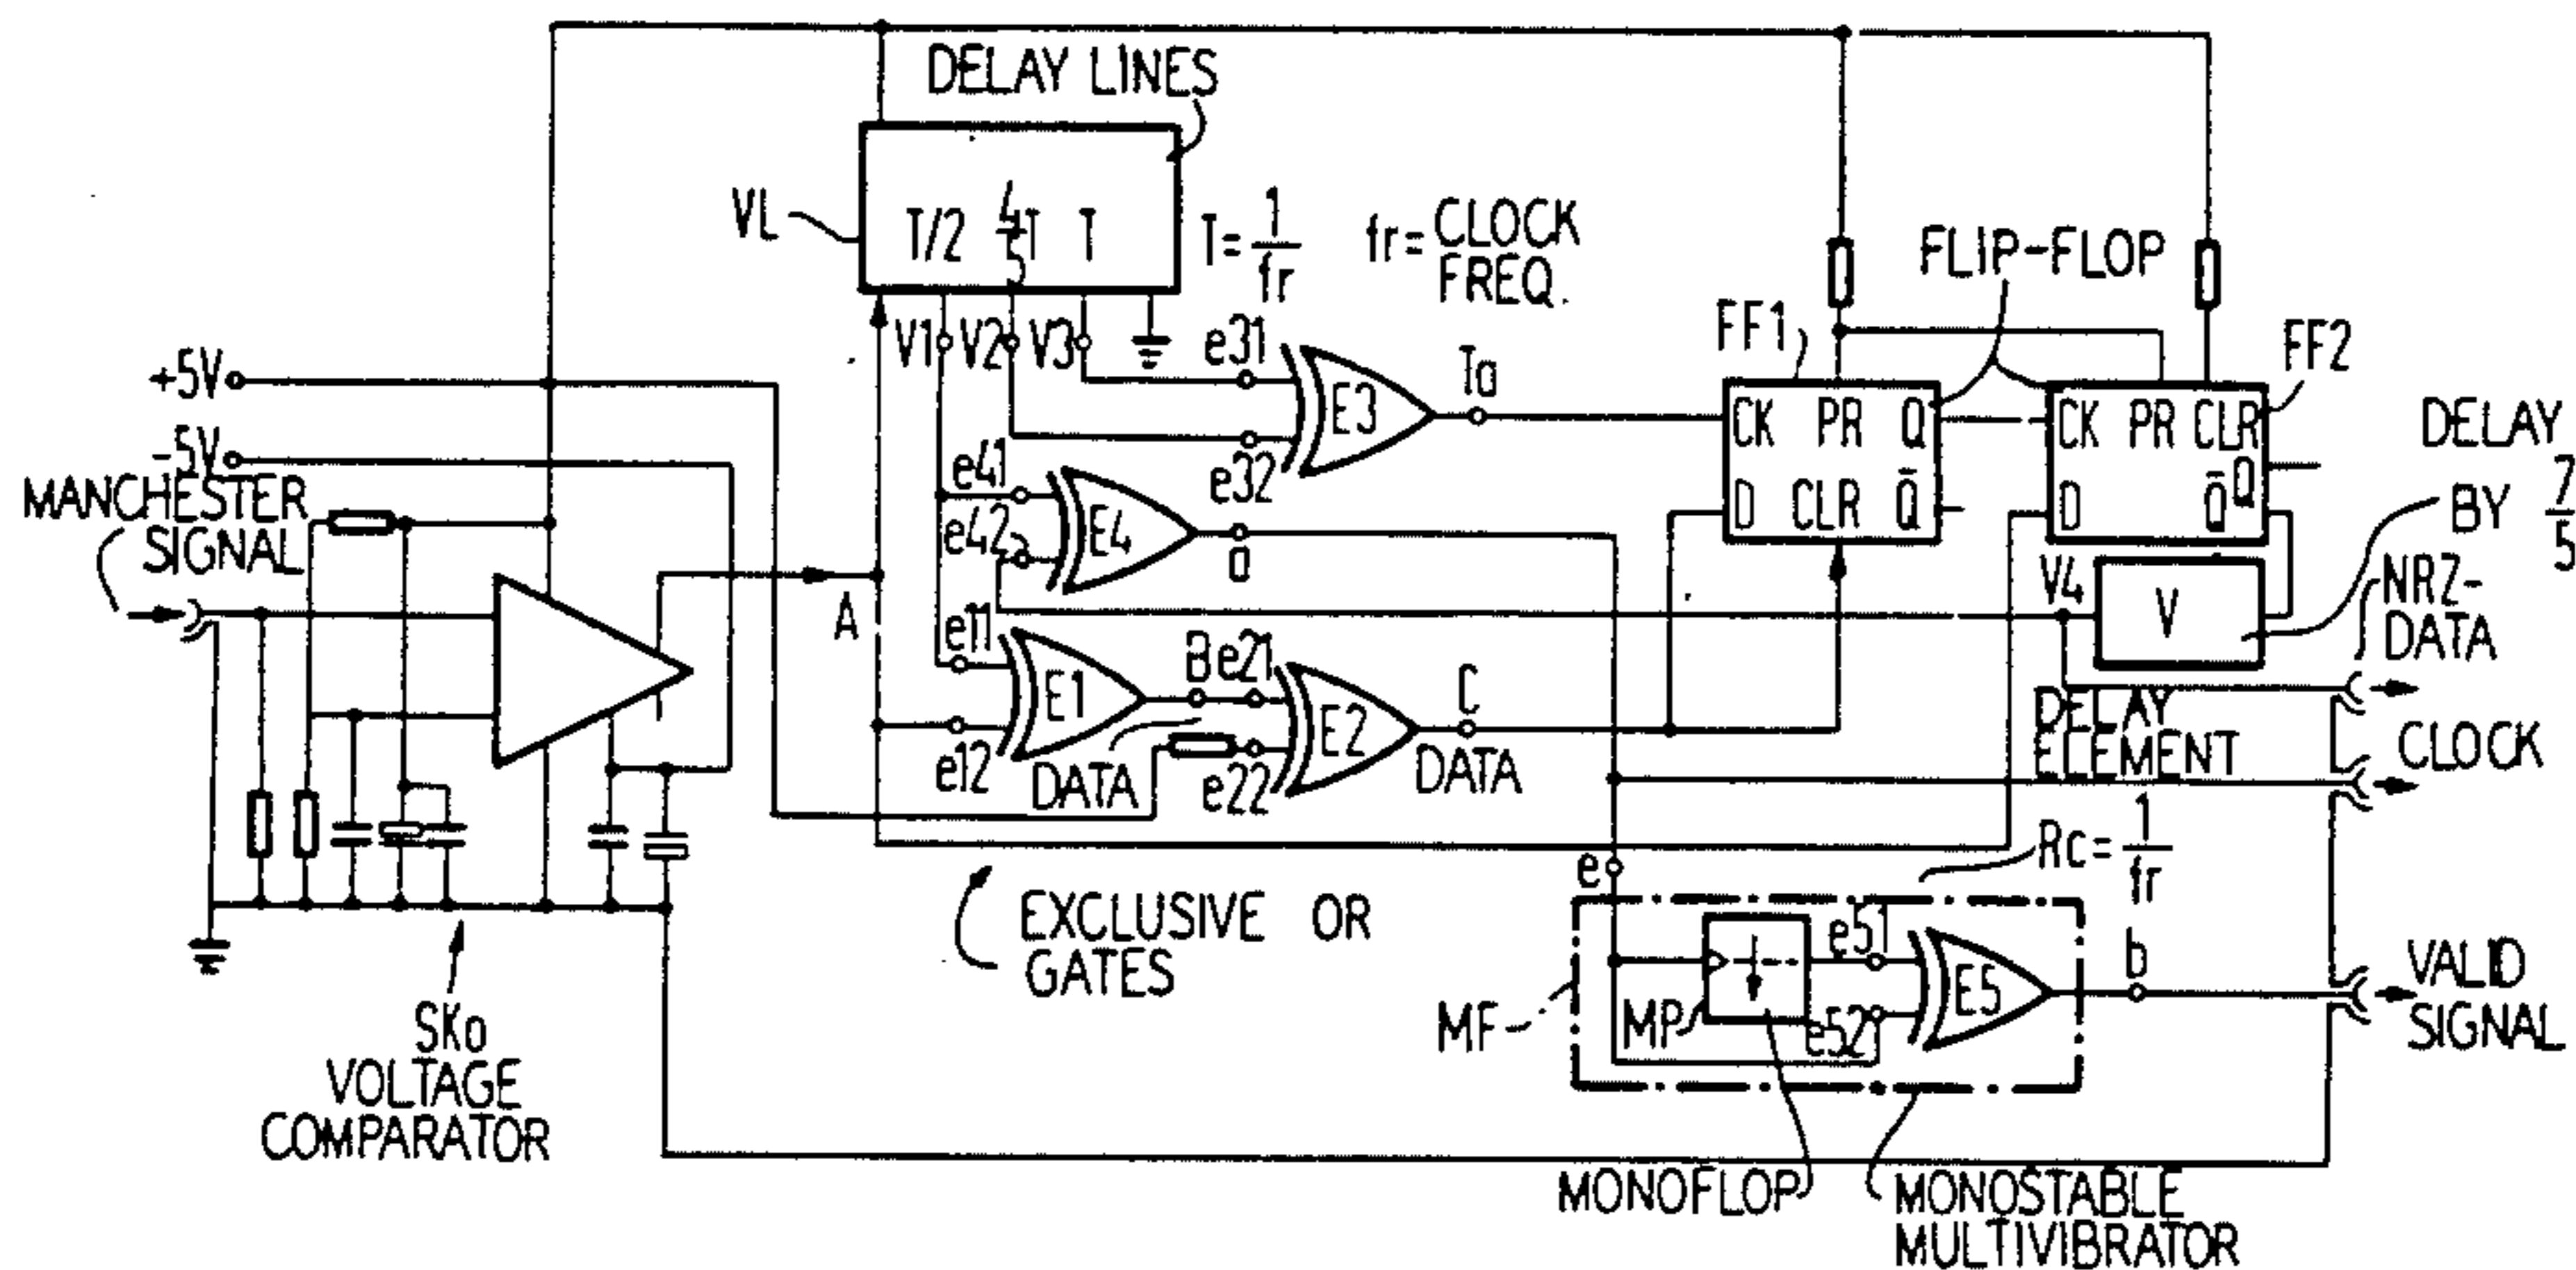 DELAY LINES
VL
T/2 4/5 T T
T = 1/fr
fr = CLOCK FREQ.
V1 V2 V3
+5V
-5V
MANCHESTER
SIGNAL
A
SKo
VOLTAGE
COMPARATOR
e31
e32
E3
Ta
e41
e42
E4
a
e11
e12
E1
B
DATA
e21
e22
E2
C
DATA
EXCLUSIVE OR
GATES
FLIP-FLOP
FF1
CK PR Q
D CLR Q̄
FF2
CK PR CLR
D Q̄ Q
DELAY
BY 7/5
V4
V
NRZ-
DATA
DELAY
ELEMENT
CLOCK
Rc = 1/fr
e
MF
MP
e51
e52
E5
b
VALID
SIGNAL
MONOFLOP
MONOSTABLE
MULTIVIBRATOR